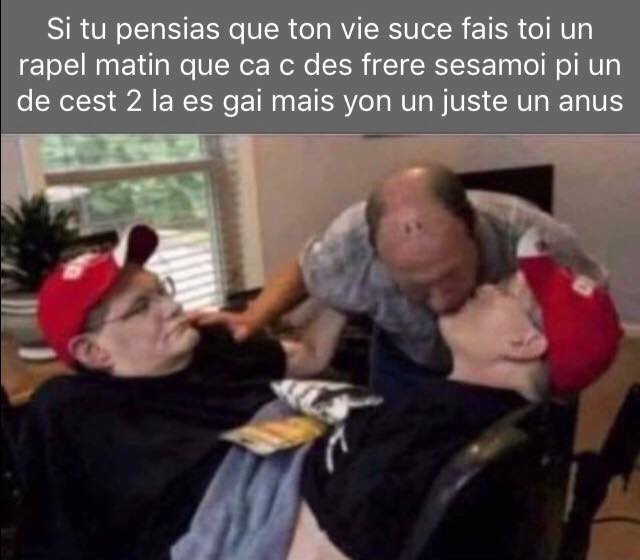 Si tu pensias que ton vie suce fais toi un
rapel matin que ca c des frere sesamoi pi un
de cest 2 la es gai mais yon un juste un anus